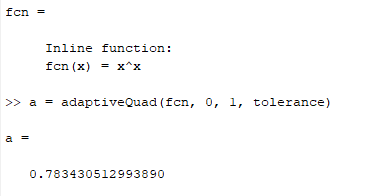 fcn =
Inline function:
fcn(x) = x^x
>> a = adaptiveQuad(fcn, 0, 1, tolerance)
a =
0.783430512993890